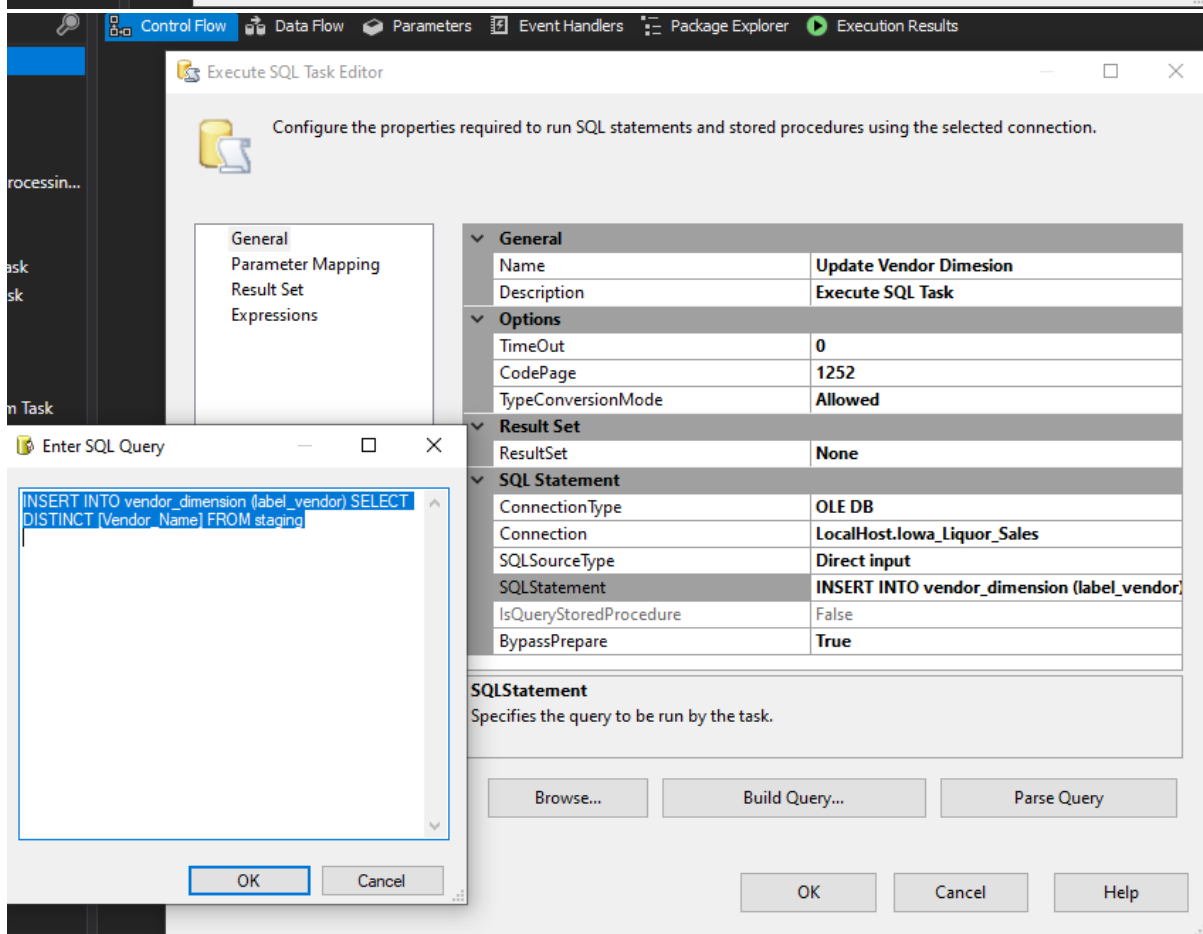 Control Flow Data Flow Parameters Event Handlers Package Explorer Execution Results
Execute SQL Task Editor
Configure the properties required to run SQL statements and stored procedures using the selected connection.
rocessin...
ask
sk
m Task
General
Parameter Mapping
Result Set
Expressions
General
Name Update Vendor Dimesion
Description Execute SQL Task
Options
TimeOut 0
CodePage 1252
TypeConversionMode Allowed
Result Set
ResultSet None
SQL Statement
ConnectionType OLE DB
Connection LocalHost.Iowa_Liquor_Sales
SQLSourceType Direct input
SQLStatement INSERT INTO vendor_dimension (label_vendor)
IsQueryStoredProcedure False
BypassPrepare True
SQLStatement
Specifies the query to be run by the task.
Browse... Build Query... Parse Query
OK Cancel Help
Enter SQL Query
INSERT INTO vendor_dimension (label_vendor) SELECT
DISTINCT [Vendor_Name] FROM staging
OK Cancel